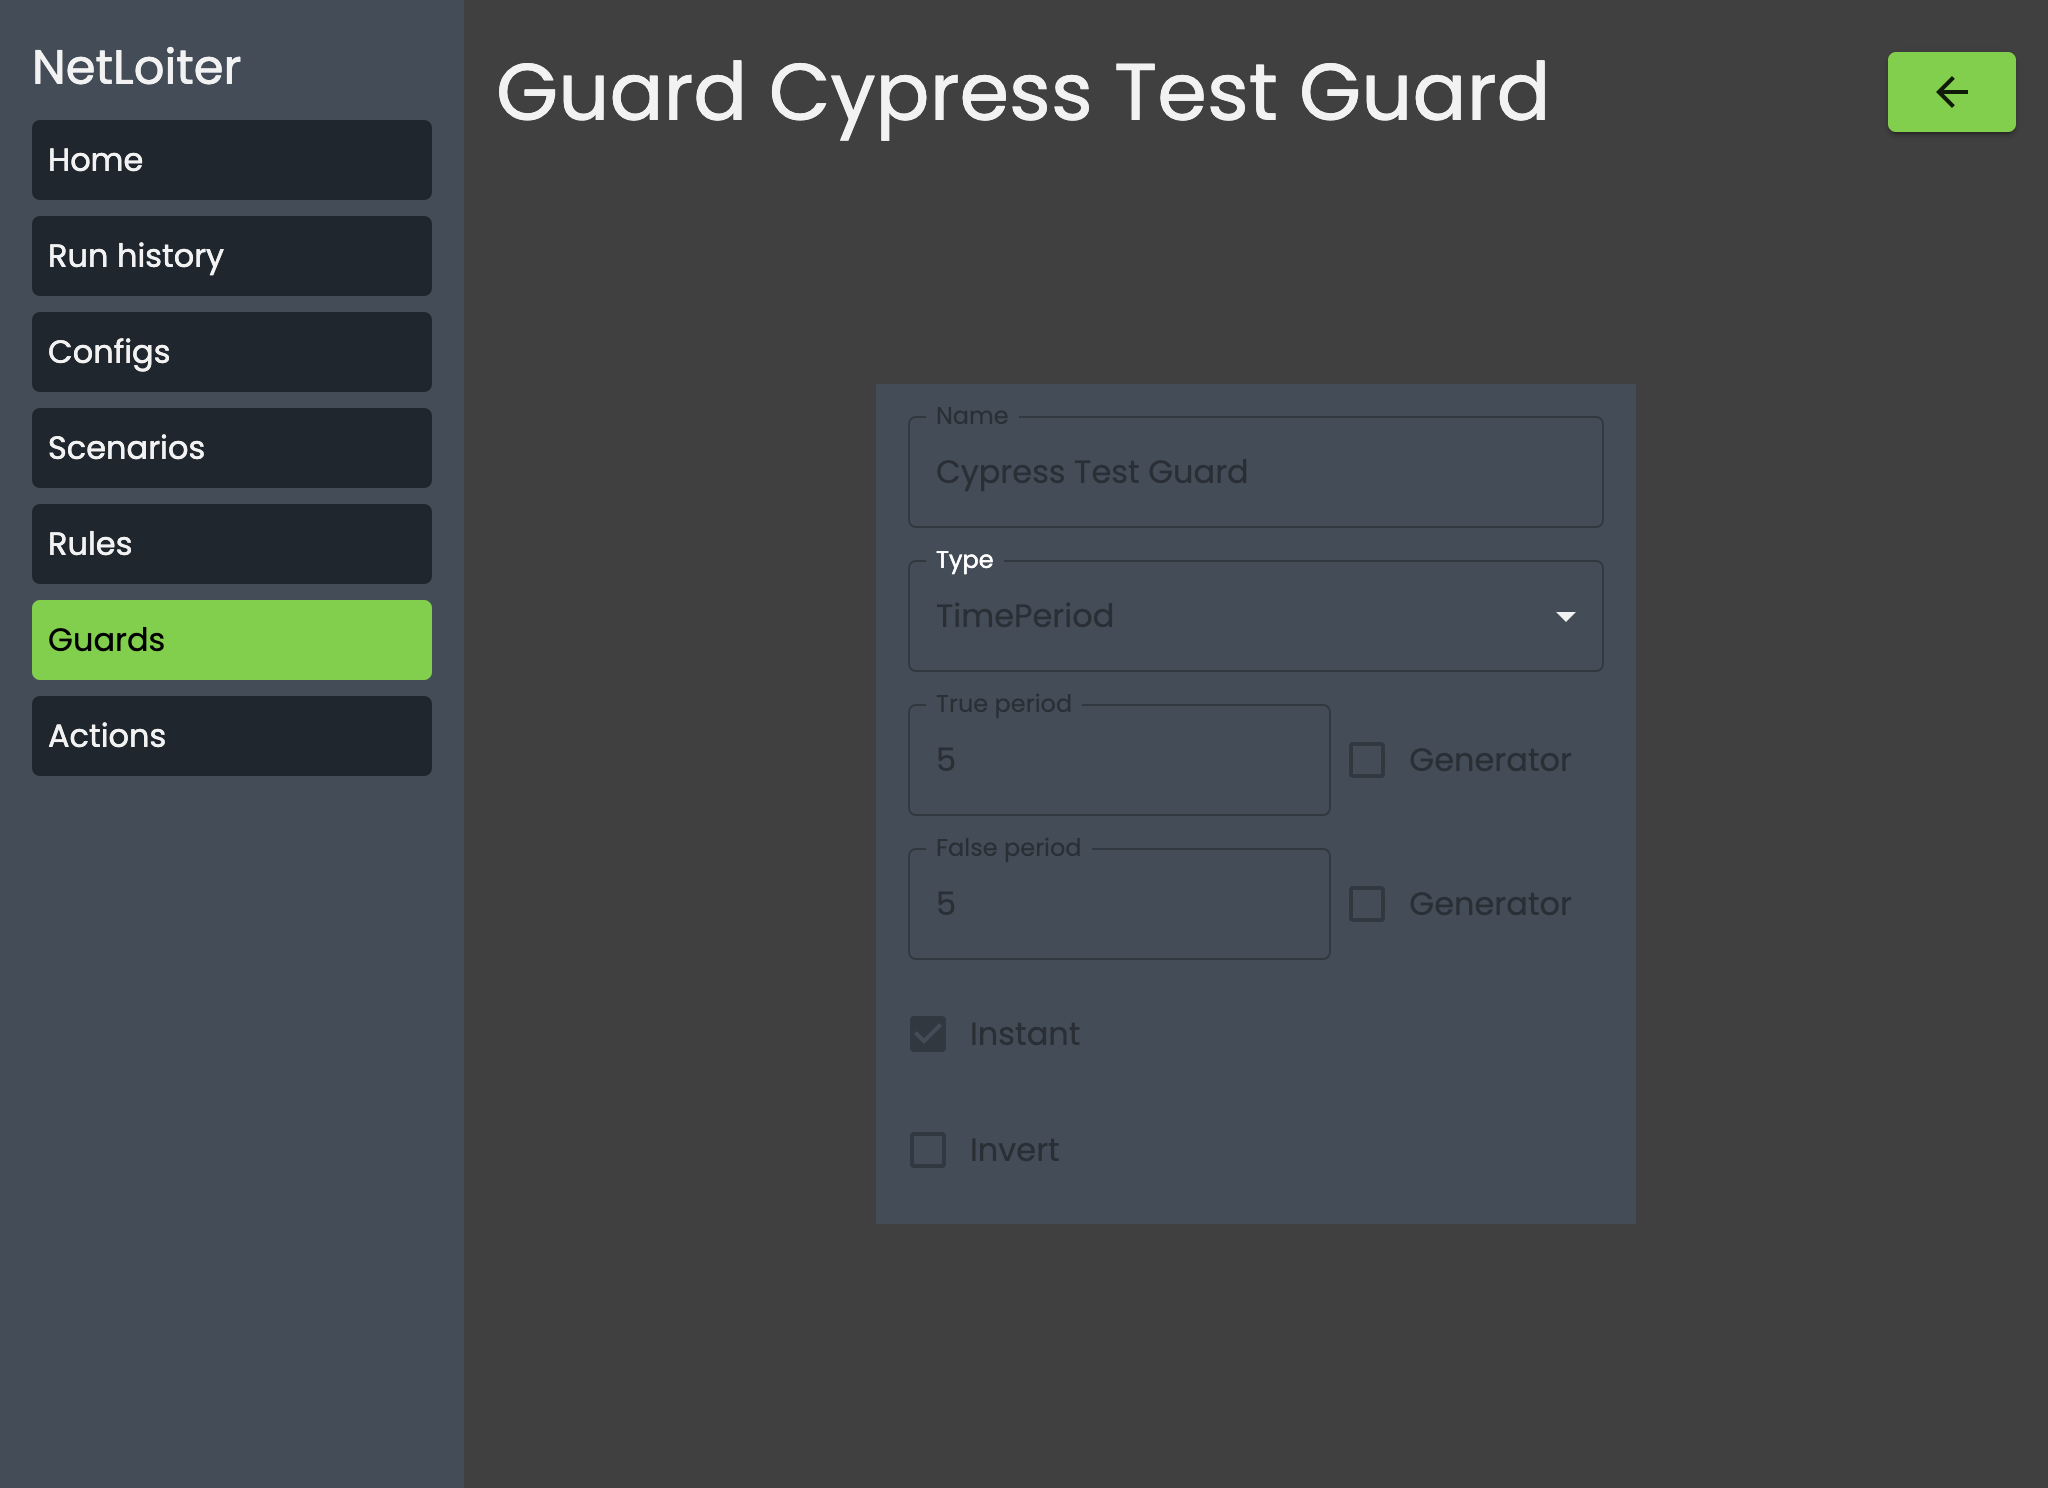 NetLoiter
Home
Run history
Configs
Scenarios
Rules
Guards
Actions
Guard Cypress Test Guard
Name
Cypress Test Guard
Type
TimePeriod
True period
5
Generator
False period
5
Generator
Instant
Invert